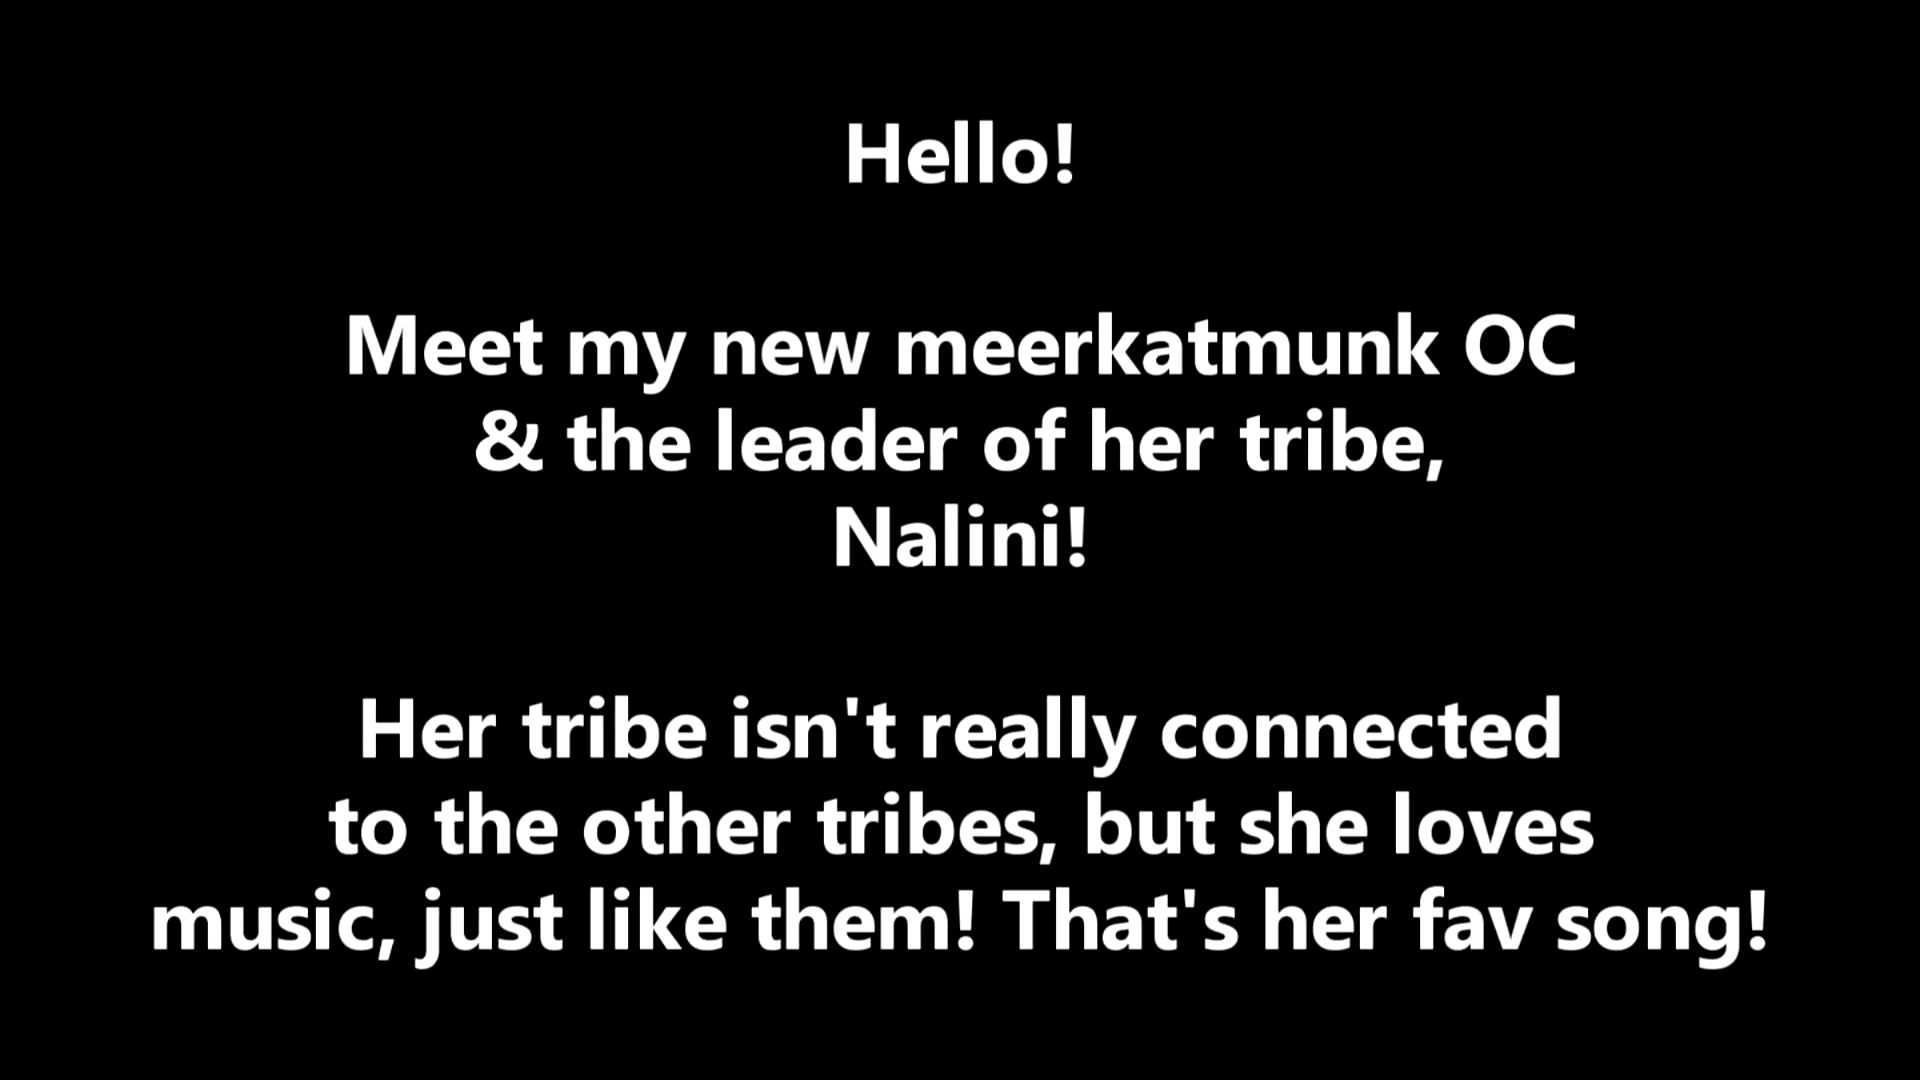 Hello!
Meet my new meerkatmunk OC
& the leader of her tribe,
Nalini!
Her tribe isn't really connected
to the other tribes, but she loves
music, just like them! That's her fav song!